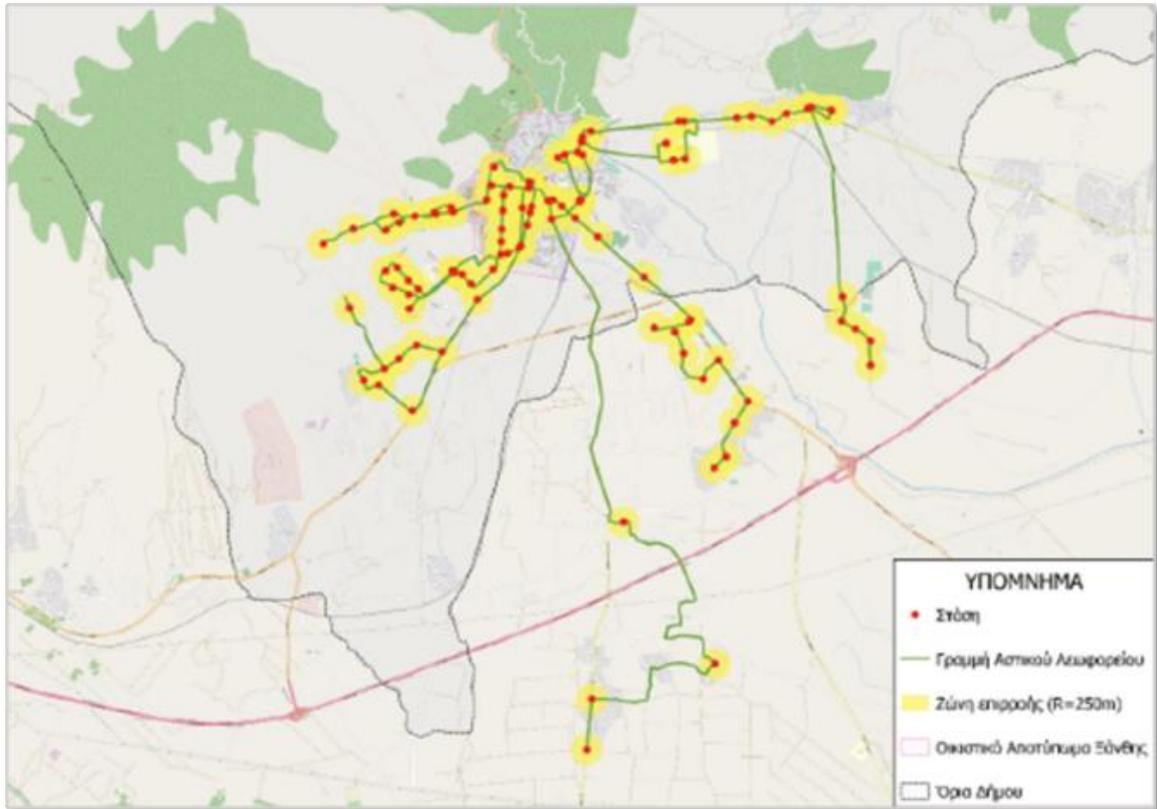 ΥΠΟΜΝΗΜΑ
Στάση
Γραμμή Αστικού Λεωφορείου
Ζώνη επιρροής (R=250m)
Οικιστικό Αποτύπωμα Ξάνθης
Όρια Δήμου